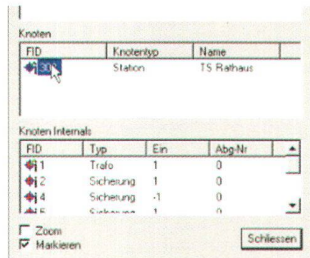 Knoten
FID Knotentyp Name
Station TS Rathaus
Knoten Internals
FID Typ Ein Abg-Nr
1 Trafo 1 0
2 Sicherung 1 0
4 Sicherung -1 0
Zoom
Markieren
Schliessen